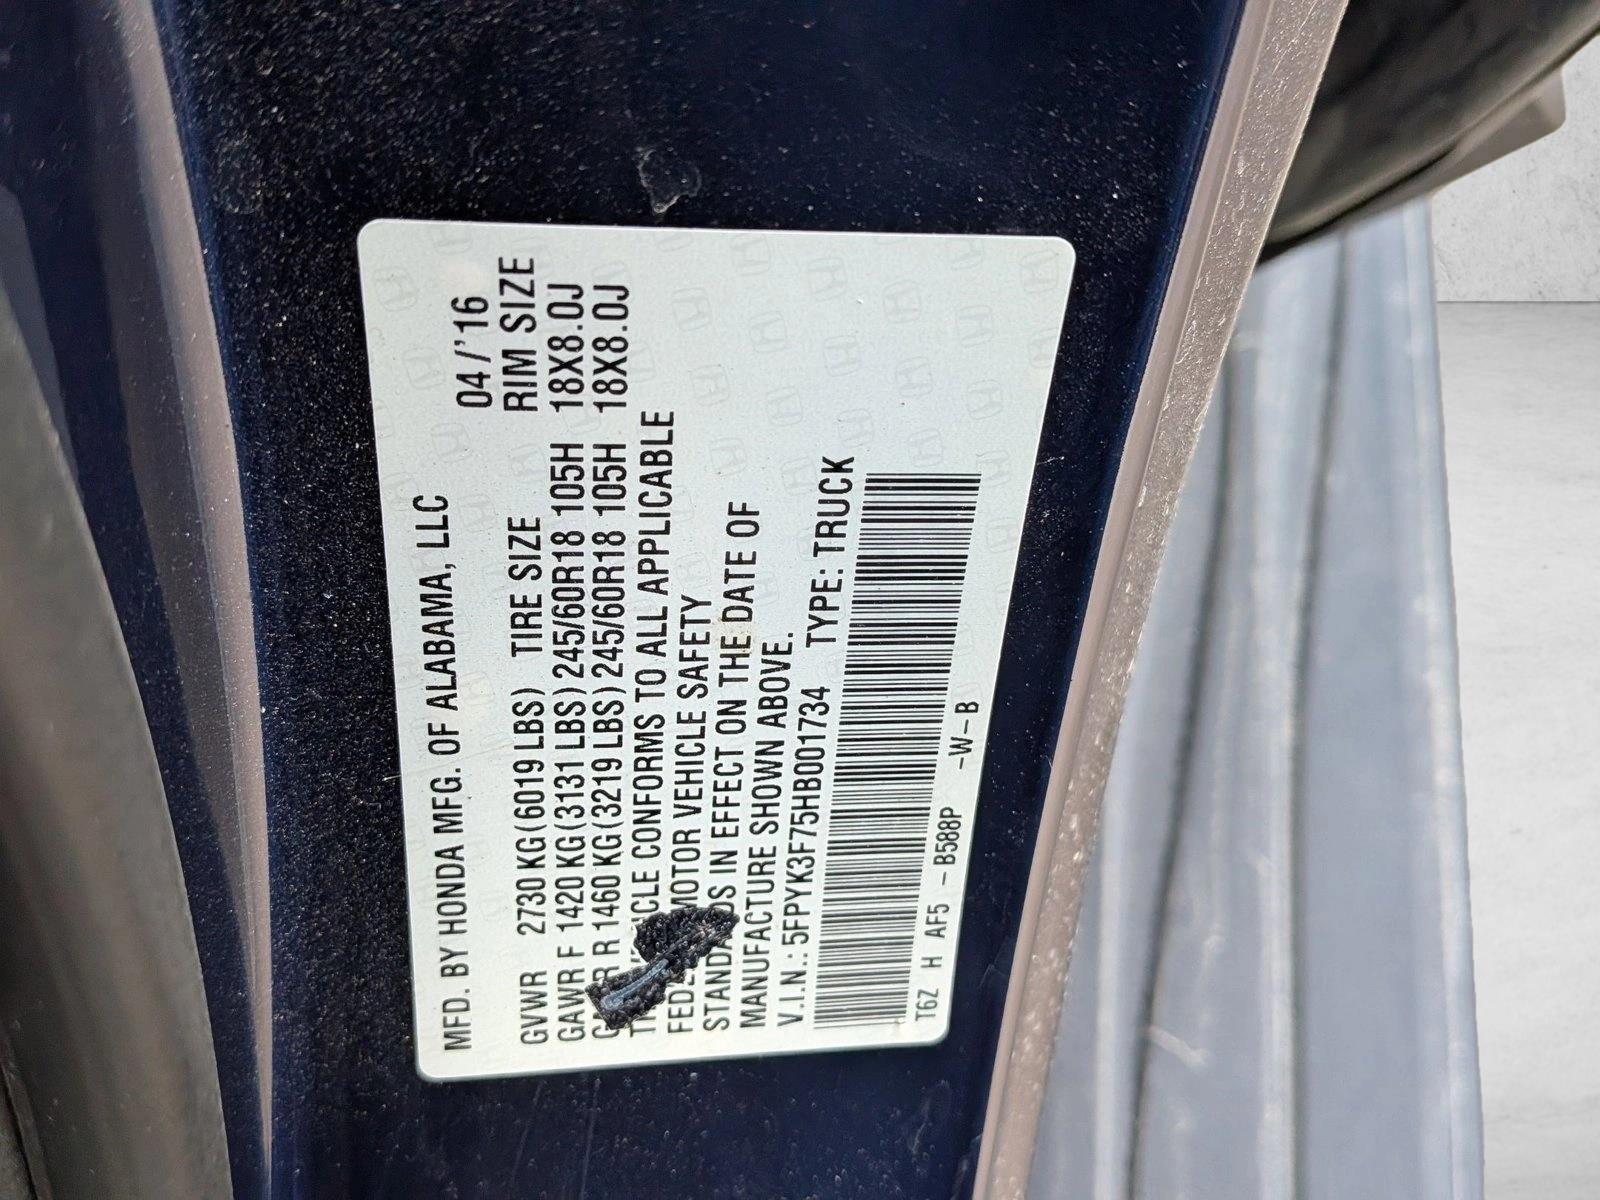 MFD. BY HONDA MFG. OF ALABAMA, LLC
04/'16
GVWR 2730 KG(6019 LBS) TIRE SIZE RIM SIZE
GAWR F 1420 KG(3131 LBS) 245/60R18 105H 18X8.0J
R 1460 KG(3219 LBS) 245/60R18 105H 18X8.0J
CONFORMS TO ALL APPLICABLE
MOTOR VEHICLE SAFETY
IN EFFECT ON THE DATE OF
MANUFACTURE SHOWN ABOVE.
V.I.N.: 5FPYK3F75HB001734 TYPE: TRUCK
T6Z H AF5 -B588P -W-B